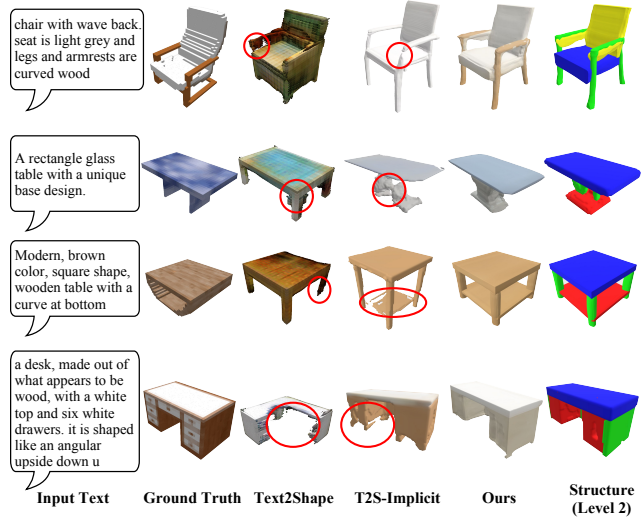 chair with wave back.
seat is light grey and
legs and armrests are
curved wood
A rectangle glass
table with a unique
base design.
Modern, brown
color, square shape,
wooden table with a
curve at bottom
a desk, made out of
what appears to be
wood, with a white
top and six white
drawers. it is shaped
like an angular
upside down u
Input Text Ground Truth Text2Shape T2S-Implicit Ours Structure
(Level 2)